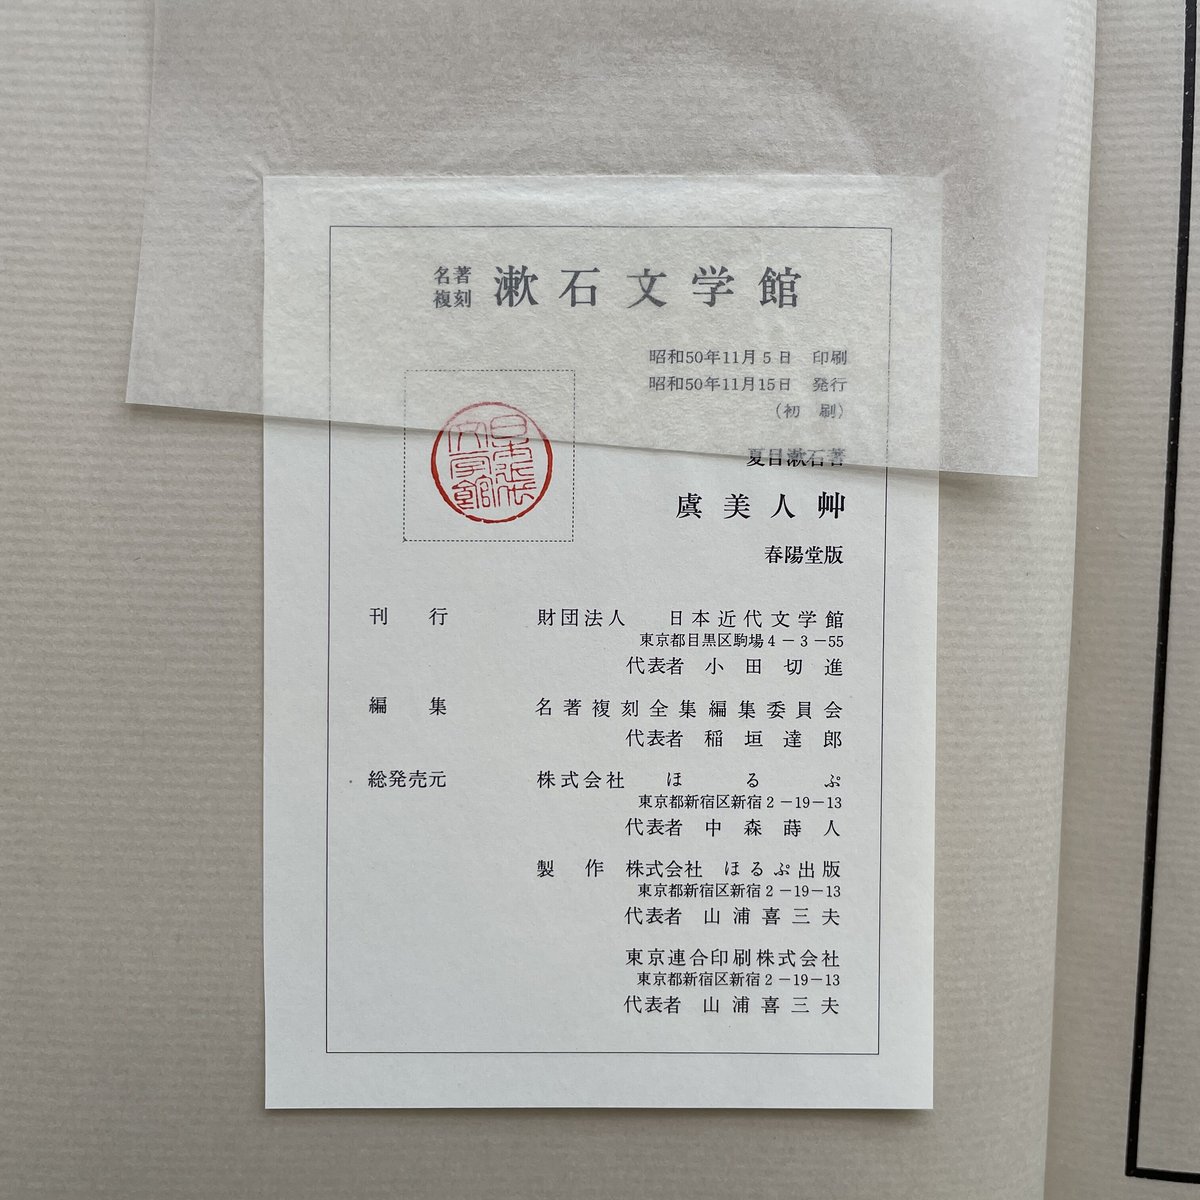 名著複刻 漱石文学館
昭和50年11月5日 印刷
昭和50年11月15日 発行
（初 刷）
夏目漱石著
虞美人艸
春陽堂版
日本近代文学館
刊 行 財団法人 日本近代文学館
東京都目黒区駒場4－3－55
代表者 小田切進
編 集 名著複刻全集編集委員会
代表者 稲垣達郎
総発売元 株式会社 ほるぷ
東京都新宿区新宿2－19－13
代表者 中森蒔人
製 作 株式会社 ほるぷ出版
東京都新宿区新宿2－19－13
代表者 山浦喜三夫
東京連合印刷株式会社
東京都新宿区新宿2－19－13
代表者 山浦喜三夫